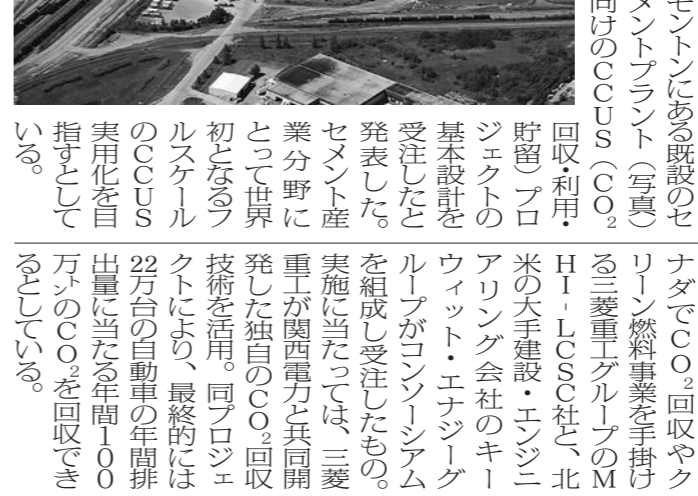 モントンにある既設のセ
メントプラント（写真）
向けのＣＣＵＳ（ＣＯ₂
回収・利用・
貯留）プロ
ジェクトの
基本設計を
受注したと
発表した。
セメント産
業分野に
とって世界
初となるフ
ルスケール
のＣＣＵＳ
実用化を目
指すとして
いる。
ナダでＣＯ₂回収やク
リーン燃料事業を手掛け
る三菱重工グループのＭ
ＨＩ-ＬＣＳＣ社と、北
米の大手建設・エンジニ
アリング会社のキー
ウィット・エナジーグ
ループがコンソーシアム
を組成し受注したもの。
実施に当たっては、三菱
重工が関西電力と共同開
発した独自のＣＯ₂回収
技術を活用。同プロジェ
クトにより、最終的には
22万台の自動車の年間排
出量に当たる年間１００
万㌧のＣＯ₂を回収でき
るとしている。